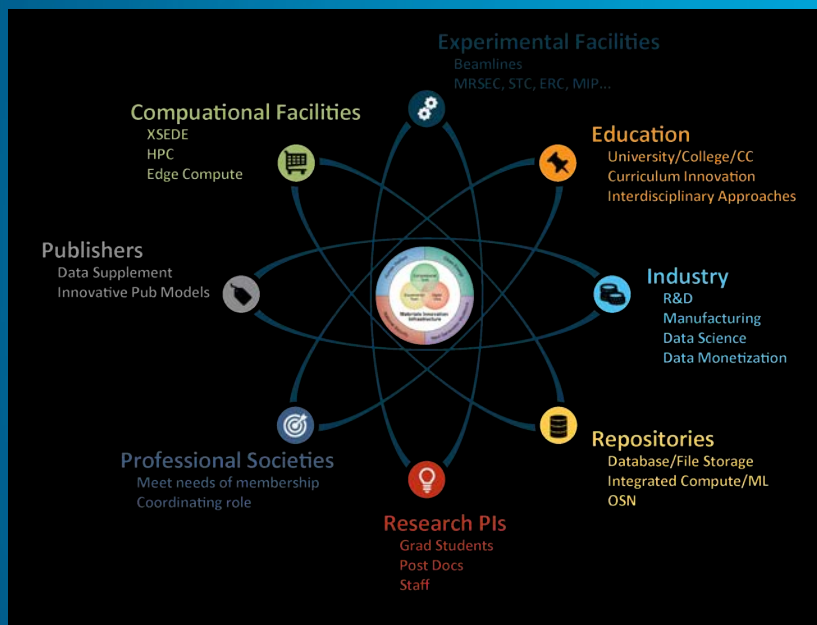 Experimental Facilities
Beamlines
MRSEC, STC, ERC, MIP...
Compuational Facilities
XSEDE
HPC
Edge Compute
Education
University/College/CC
Curriculum Innovation
Interdisciplinary Approaches
Publishers
Data Supplement
Innovative Pub Models
Materials Innovation
Infrastructure
Industry
R&D
Manufacturing
Data Science
Data Monetization
Professional Societies
Meet needs of membership
Coordinating role
Repositories
Database/File Storage
Integrated Compute/ML
OSN
Research PIs
Grad Students
Post Docs
Staff